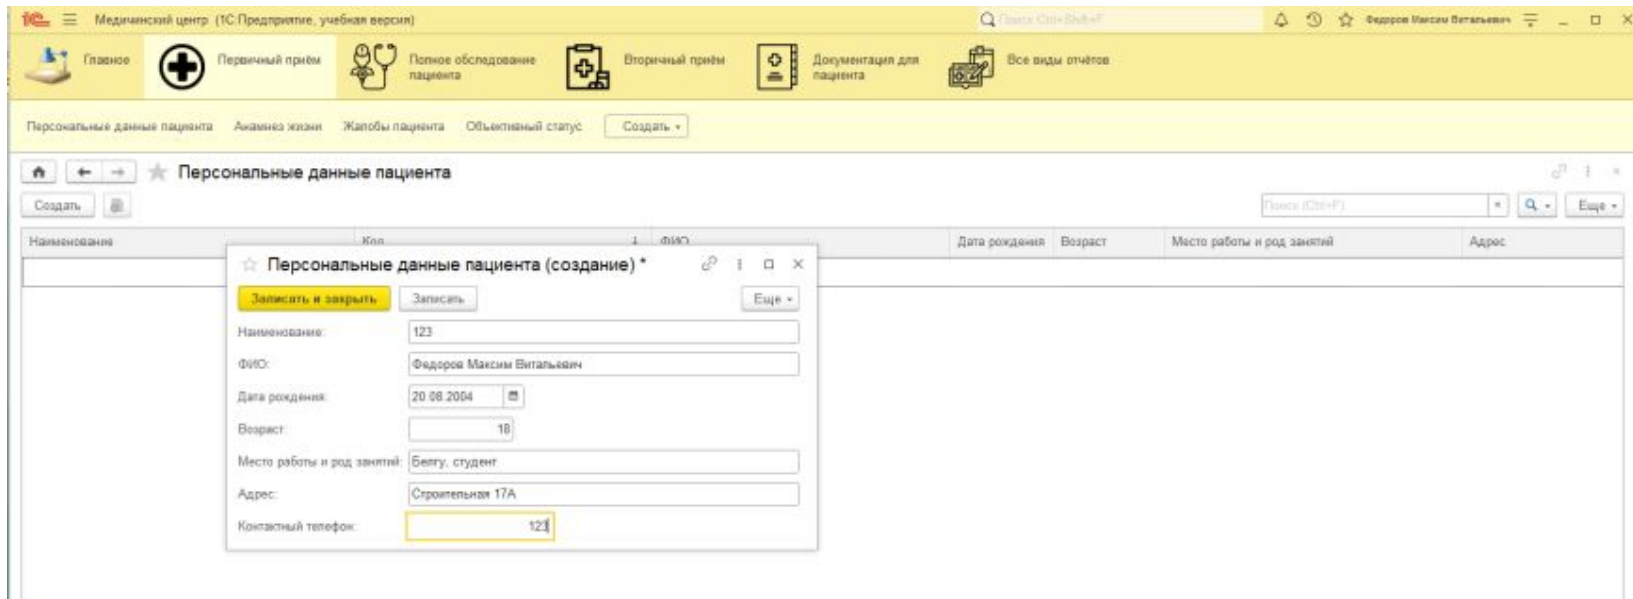 1С Медицинский центр (1С:Предприятие, учебная версия) Поиск Ctrl+Shift+F Федоров Максим Витальевич
Главное Первичный приём Полное обследование пациента Вторичный приём Документация для пациента Все виды отчётов
Персональные данные пациента Анамнез жизни Жалобы пациента Объективный статус Создать
Персональные данные пациента
Создать Поиск (Ctrl+F) Еще
Наименование Код ФИО Дата рождения Возраст Место работы и род занятий Адрес
Персональные данные пациента (создание) *
Записать и закрыть Записать Еще
Наименование: 123
ФИО: Федоров Максим Витальевич
Дата рождения: 20.08.2004
Возраст: 18
Место работы и род занятий: Белгу, студент
Адрес: Строительная 17А
Контактный телефон: 123